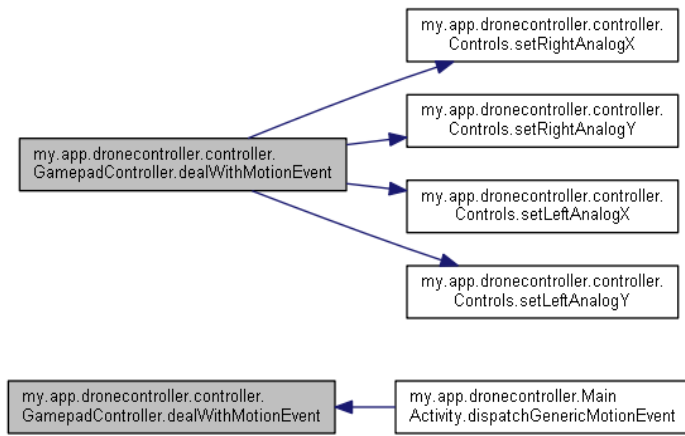 my.app.dronecontroller.controller.
Controls.setRightAnalogX
my.app.dronecontroller.controller.
Controls.setRightAnalogY
my.app.dronecontroller.controller.
GamepadController.dealWithMotionEvent
my.app.dronecontroller.controller.
Controls.setLeftAnalogX
my.app.dronecontroller.controller.
Controls.setLeftAnalogY
my.app.dronecontroller.controller.
GamepadController.dealWithMotionEvent
my.app.dronecontroller.Main
Activity.dispatchGenericMotionEvent